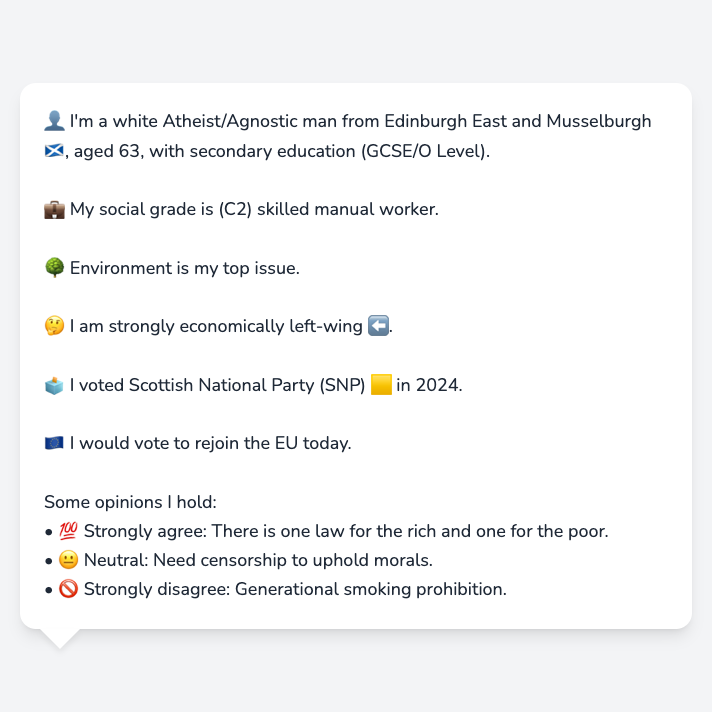 👤 I'm a white Atheist/Agnostic man from Edinburgh East and Musselburgh
🏴󠁧󠁢󠁳󠁣󠁴󠁿, aged 63, with secondary education (GCSE/O Level).
💼 My social grade is (C2) skilled manual worker.
🌳 Environment is my top issue.
🤔 I am strongly economically left-wing ⬅️.
🗳️ I voted Scottish National Party (SNP) 🟨 in 2024.
🇪🇺 I would vote to rejoin the EU today.
Some opinions I hold:
• 💯 Strongly agree: There is one law for the rich and one for the poor.
• 😐 Neutral: Need censorship to uphold morals.
• 🚫 Strongly disagree: Generational smoking prohibition.